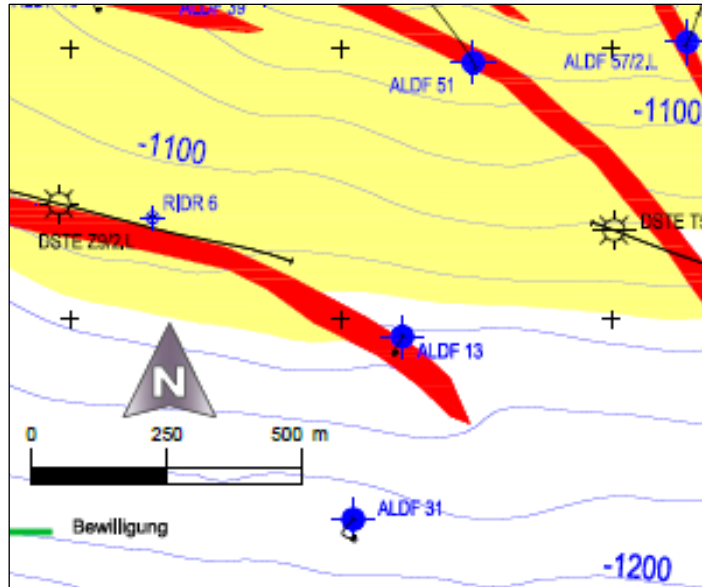 ALDF 39
ALDF 51
ALDF 57/2.L
-1100
-1100
RIDR 6
DSTE Z9/2.L
DSTE
ALDF 13
N
0 250 500 m
ALDF 31
Bewilligung
-1200